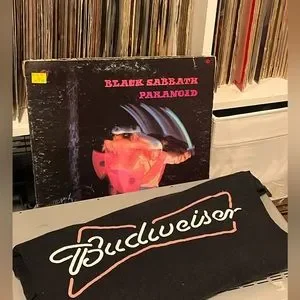 BLACK SABBATH
PARANOID
Budweiser